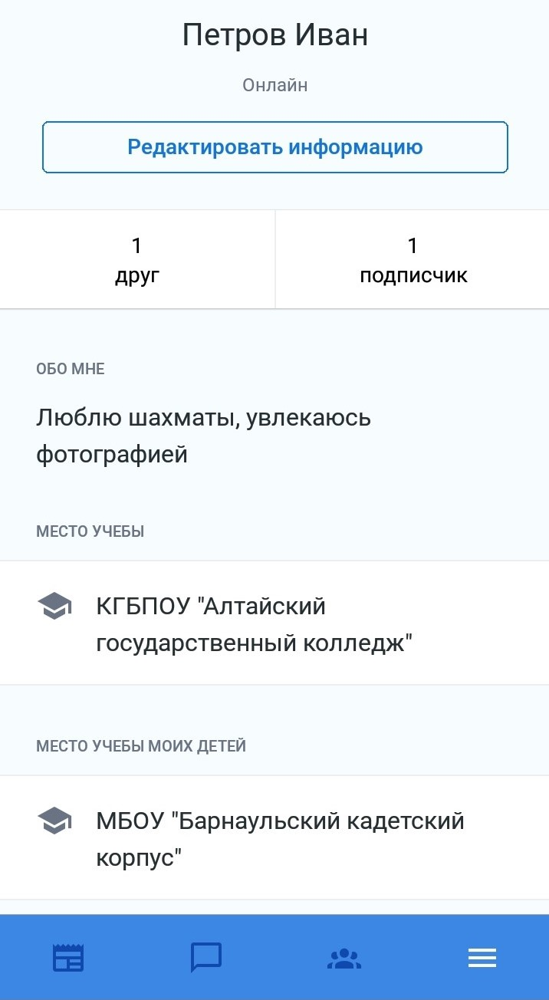 Петров Иван
Онлайн
Редактировать информацию
1
друг
1
подписчик
ОБО МНЕ
Люблю шахматы, увлекаюсь
фотографией
МЕСТО УЧЕБЫ
КГБПОУ "Алтайский
государственный колледж"
МЕСТО УЧЕБЫ МОИХ ДЕТЕЙ
МБОУ "Барнаульский кадетский
корпус"